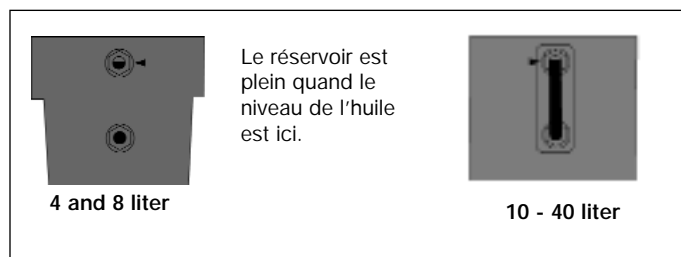 Le réservoir est
plein quand le
niveau de l'huile
est ici.
4 and 8 liter
10 - 40 liter